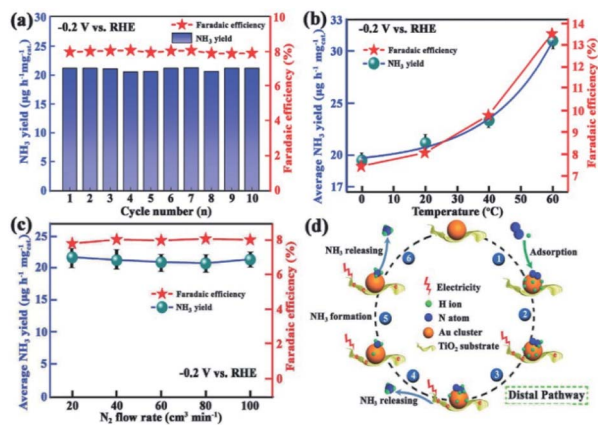 (a)
-0.2 V vs. RHE
Faradaic efficiency
NH₃ yield
NH₃ yield (µg h⁻¹ mg⁻¹cat.)
30
25
20
15
10
5
0
Faradaic efficiency (%)
10
8
6
4
2
0
1 2 3 4 5 6 7 8 9 10
Cycle number (n)
(b)
-0.2 V vs. RHE
Faradaic efficiency
NH₃ yield
Average NH₃ yield (µg h⁻¹ mg⁻¹cat.)
33
31
28
23
20
18
Faradaic efficiency (%)
14
13
12
11
10
9
8
7
0 20 40 60
Temperature (°C)
(c)
Faradaic efficiency
NH₃ yield
-0.2 V vs. RHE
Average NH₃ yield (µg h⁻¹ mg⁻¹cat.)
25
22
20
15
10
5
0
Faradaic efficiency (%)
8
6
4
2
0
20 40 60 80 100
N₂ flow rate (cm³ min⁻¹)
(d)
NH₃ releasing
Adsorption
6
1
Electricity
H ion
N atom
Au cluster
TiO₂ substrate
NH₃ formation
5
2
4
3
NH₃ releasing
Distal Pathway